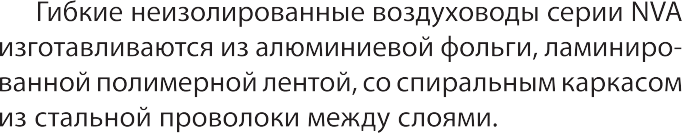 Гибкие неизолированные воздуховоды серии NVA
изготавливаются из алюминиевой фольги, ламиниро-
ванной полимерной лентой, со спиральным каркасом
из стальной проволоки между слоями.